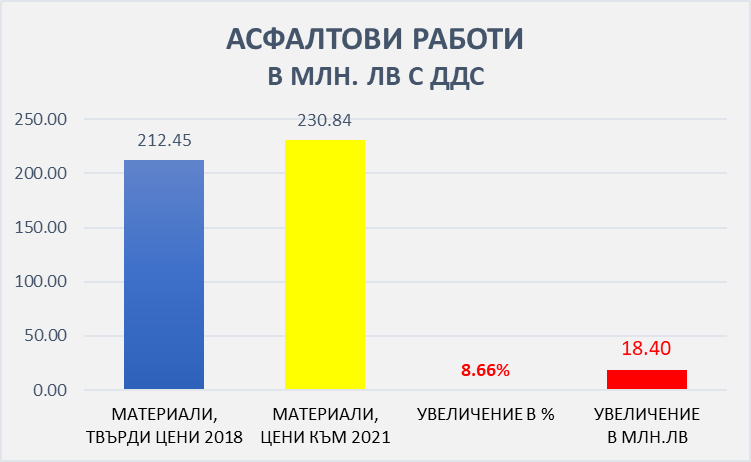 АСФАЛТОВИ РАБОТИ
В МЛН. ЛВ С ДДС
250.00
200.00
150.00
100.00
50.00
0.00
212.45
230.84
8.66%
18.40
МАТЕРИАЛИ,
ТВЪРДИ ЦЕНИ 2018
МАТЕРИАЛИ,
ЦЕНИ КЪМ 2021
УВЕЛИЧЕНИЕ В %
УВЕЛИЧЕНИЕ
В МЛН.ЛВ